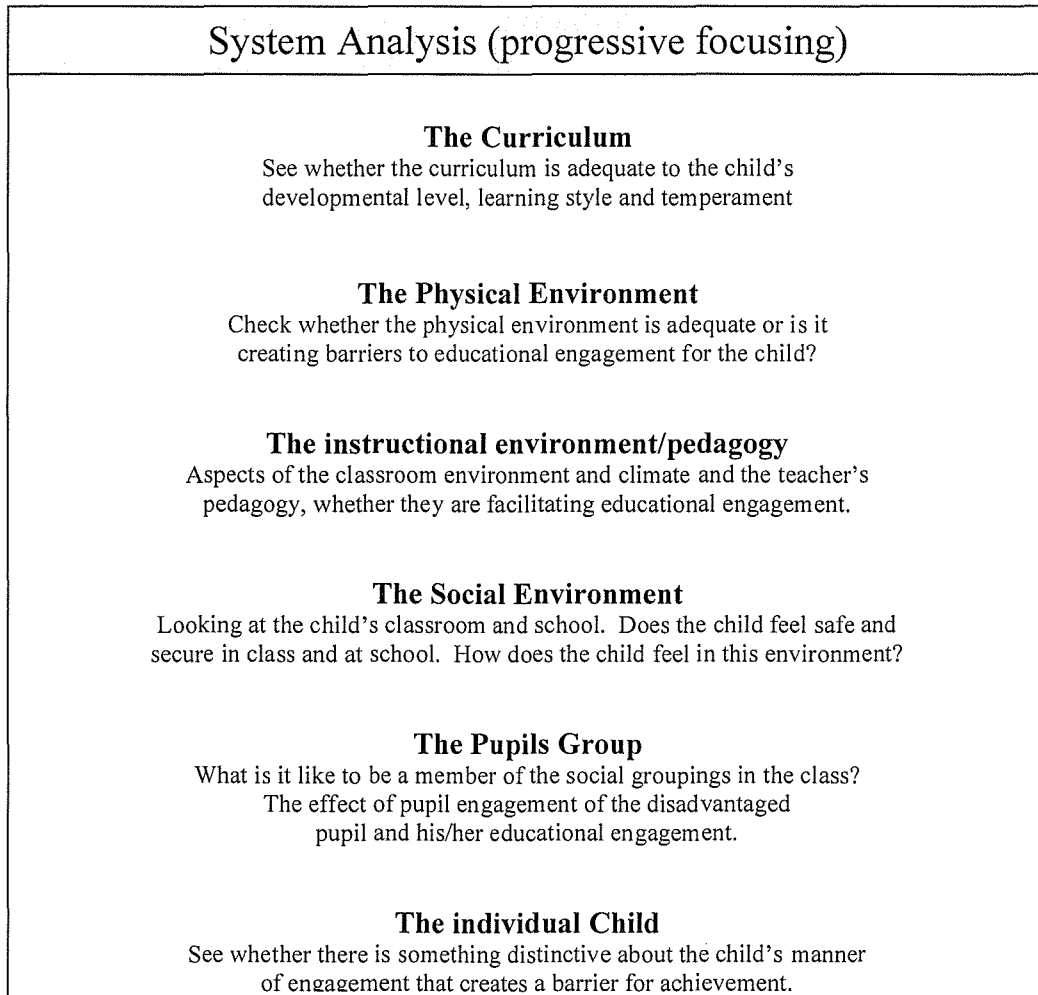 System Analysis (progressive focusing)
The Curriculum
See whether the curriculum is adequate to the child's
developmental level, learning style and temperament
The Physical Environment
Check whether the physical environment is adequate or is it
creating barriers to educational engagement for the child?
The instructional environment/pedagogy
Aspects of the classroom environment and climate and the teacher's
pedagogy, whether they are facilitating educational engagement.
The Social Environment
Looking at the child's classroom and school. Does the child feel safe and
secure in class and at school. How does the child feel in this environment?
The Pupils Group
What is it like to be a member of the social groupings in the class?
The effect of pupil engagement of the disadvantaged
pupil and his/her educational engagement.
The individual Child
See whether there is something distinctive about the child's manner
of engagement that creates a barrier for achievement.